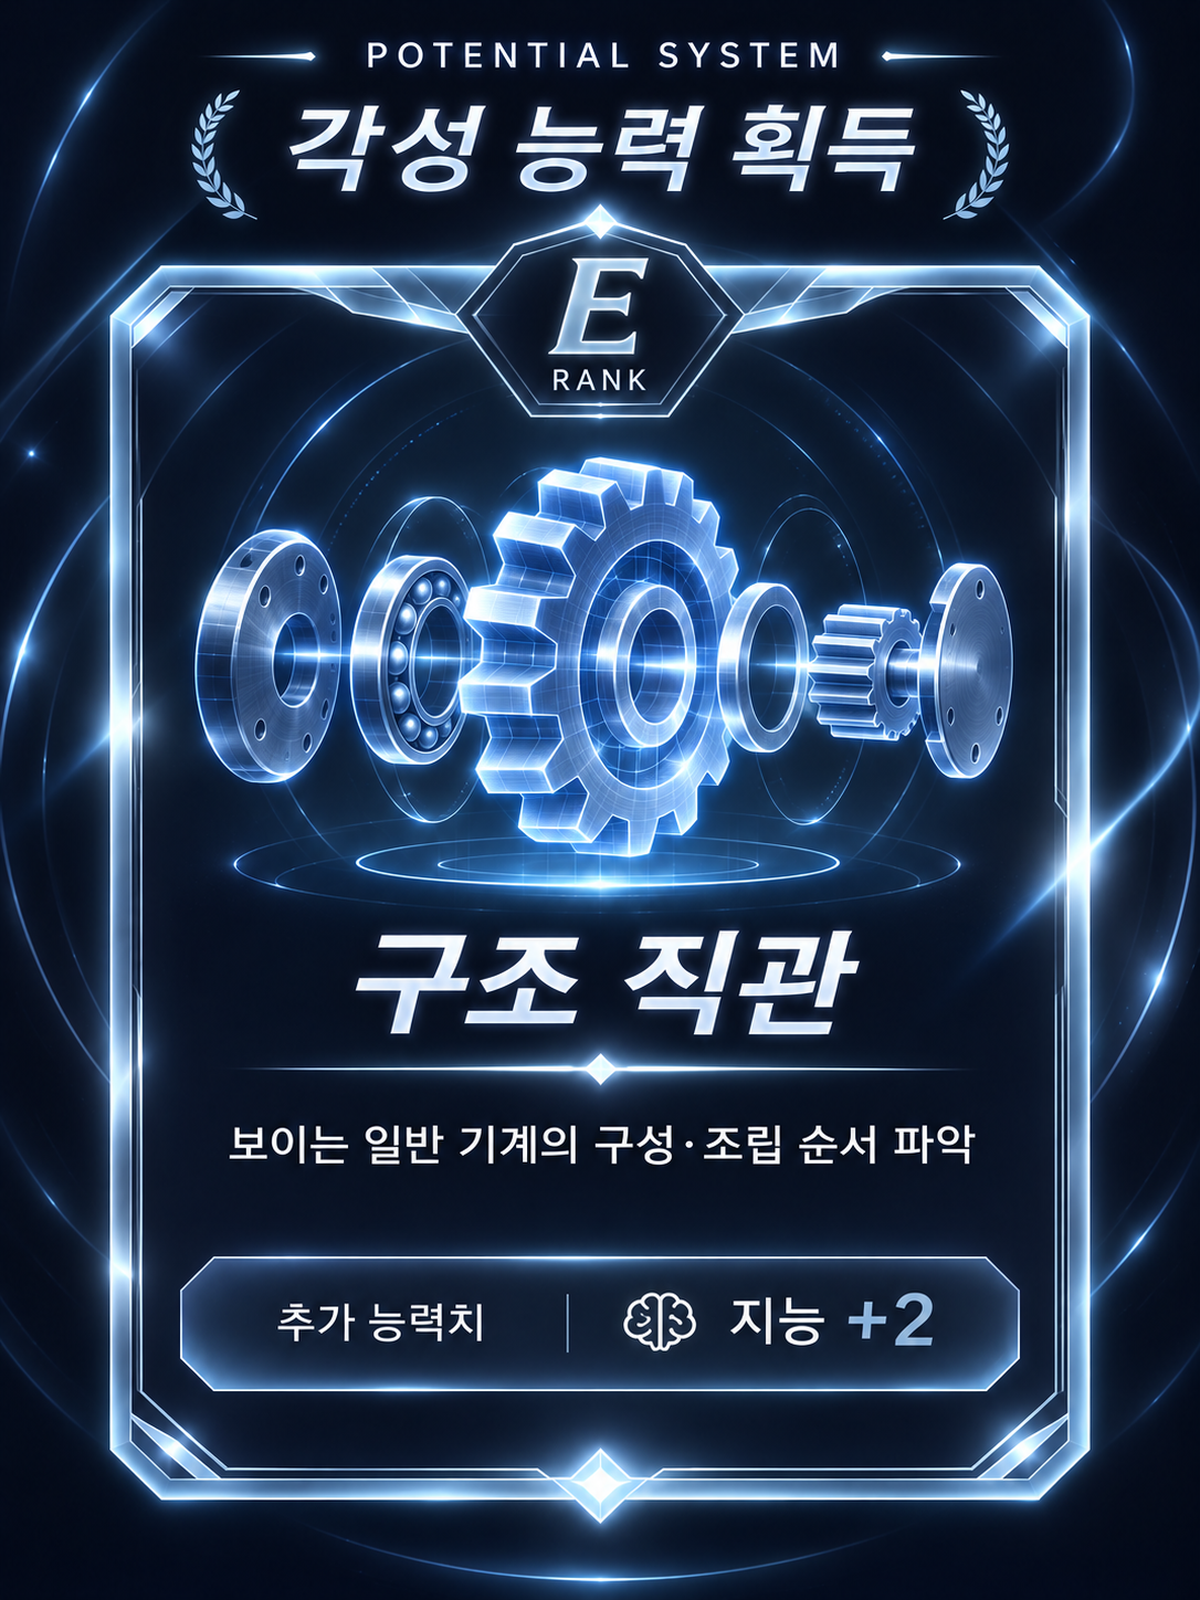 POTENTIAL SYSTEM
각성 능력 획득
E
RANK
구조 직관
보이는 일반 기계의 구성·조립 순서 파악
추가 능력치
지능 +2